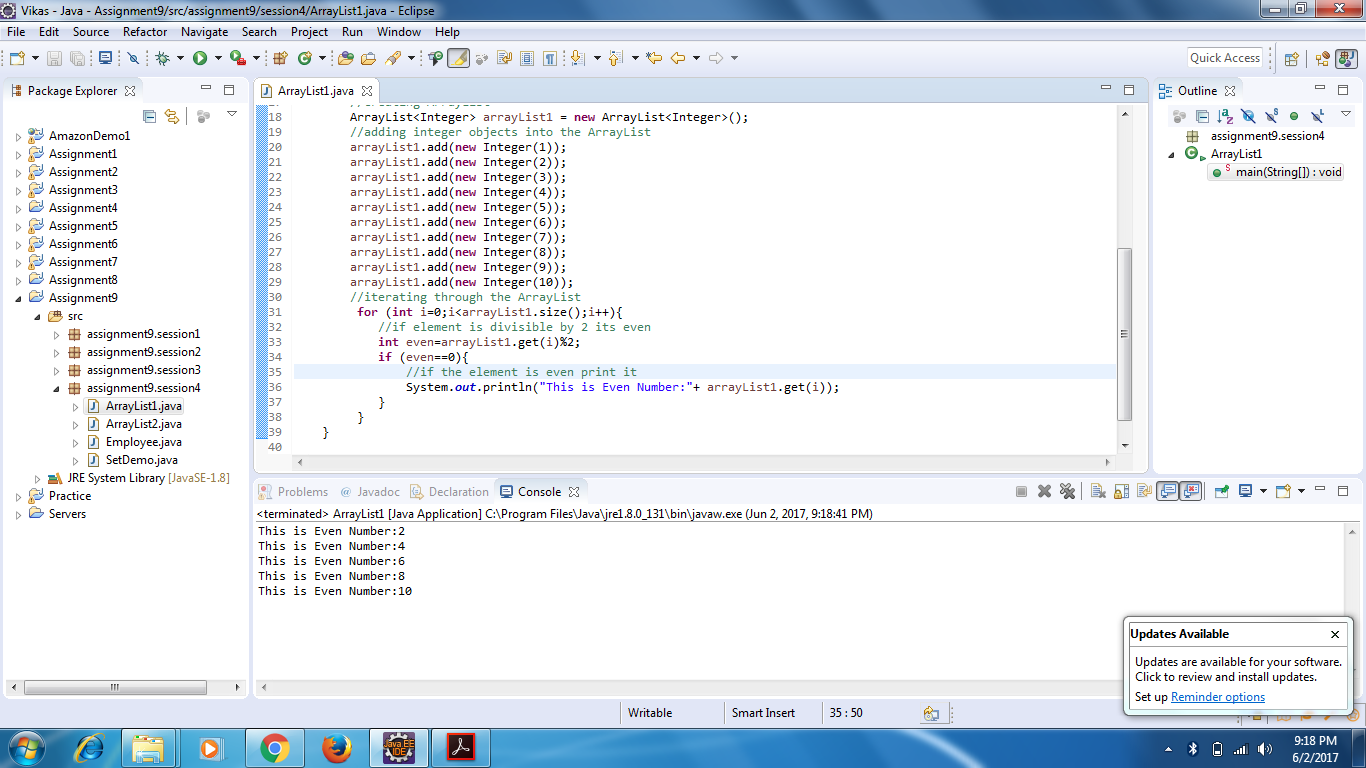 Vikas - Java - Assignment9/src/assignment9/session4/ArrayList1.java - Eclipse
File Edit Source Refactor Navigate Search Project Run Window Help
Quick Access
Package Explorer
AmazonDemo1
Assignment1
Assignment2
Assignment3
Assignment4
Assignment5
Assignment6
Assignment7
Assignment8
Assignment9
src
assignment9.session1
assignment9.session2
assignment9.session3
assignment9.session4
ArrayList1.java
ArrayList2.java
Employee.java
SetDemo.java
JRE System Library [JavaSE-1.8]
Practice
Servers
ArrayList1.java
17 //creating ArrayList
18 ArrayList<Integer> arrayList1 = new ArrayList<Integer>();
19 //adding integer objects into the ArrayList
20 arrayList1.add(new Integer(1));
21 arrayList1.add(new Integer(2));
22 arrayList1.add(new Integer(3));
23 arrayList1.add(new Integer(4));
24 arrayList1.add(new Integer(5));
25 arrayList1.add(new Integer(6));
26 arrayList1.add(new Integer(7));
27 arrayList1.add(new Integer(8));
28 arrayList1.add(new Integer(9));
29 arrayList1.add(new Integer(10));
30 //iterating through the ArrayList
31 for (int i=0;i<arrayList1.size();i++){
32 //if element is divisible by 2 its even
33 int even=arrayList1.get(i)%2;
34 if (even==0){
35 //if the element is even print it
36 System.out.println("This is Even Number:"+ arrayList1.get(i));
37 }
38 }
39 }
40
Outline
assignment9.session4
ArrayList1
main(String[]) : void
Problems @ Javadoc Declaration Console
<terminated> ArrayList1 [Java Application] C:\Program Files\Java\jre1.8.0_131\bin\javaw.exe (Jun 2, 2017, 9:18:41 PM)
This is Even Number:2
This is Even Number:4
This is Even Number:6
This is Even Number:8
This is Even Number:10
Updates Available
Updates are available for your software.
Click to review and install updates.
Set up Reminder options
Writable Smart Insert 35 : 50
Java EE
IDE
9:18 PM
6/2/2017